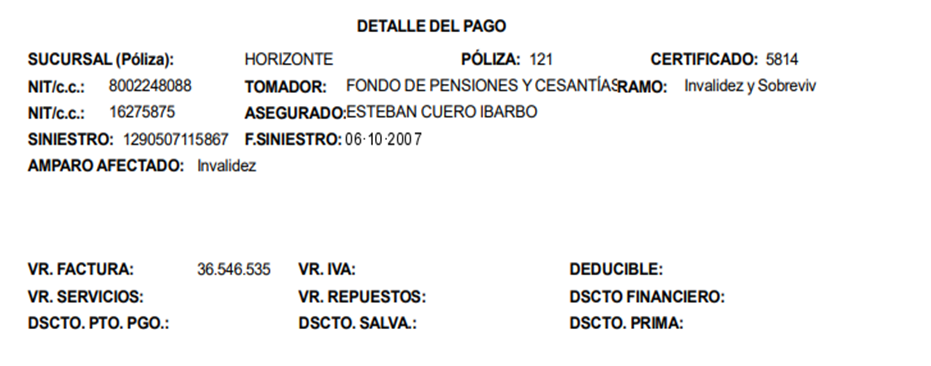 DETALLE DEL PAGO
SUCURSAL (Póliza): HORIZONTE PÓLIZA: 121 CERTIFICADO: 5814
NIT/c.c.: 8002248088 TOMADOR: FONDO DE PENSIONES Y CESANTÍAS RAMO: Invalidez y Sobreviv
NIT/c.c.: 16275875 ASEGURADO: ESTEBAN CUERO IBARBO
SINIESTRO: 1290507115867 F.SINIESTRO: 06-10-2007
AMPARO AFECTADO: Invalidez
VR. FACTURA: 36.546.535 VR. IVA: DEDUCIBLE:
VR. SERVICIOS: VR. REPUESTOS: DSCTO FINANCIERO:
DSCTO. PTO. PGO.: DSCTO. SALVA.: DSCTO. PRIMA: